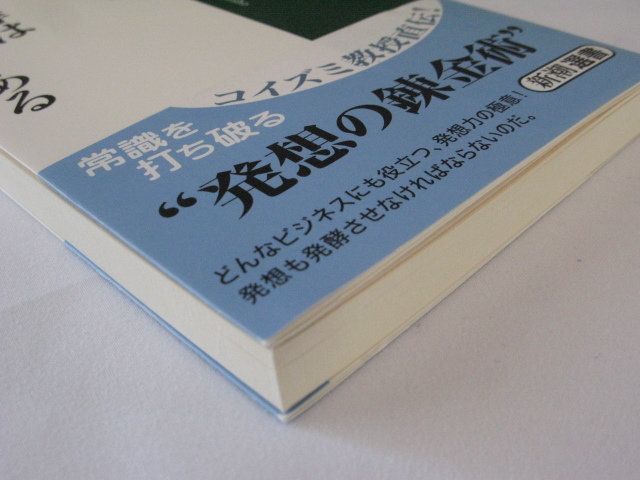 は
ある
コイズミ教授直伝!
常識を
打ち破る
“発想の錬金術”
新潮選書
どんなビジネスにも役立つ、発想力の極意!
発想も発酵させなければならないのだ。